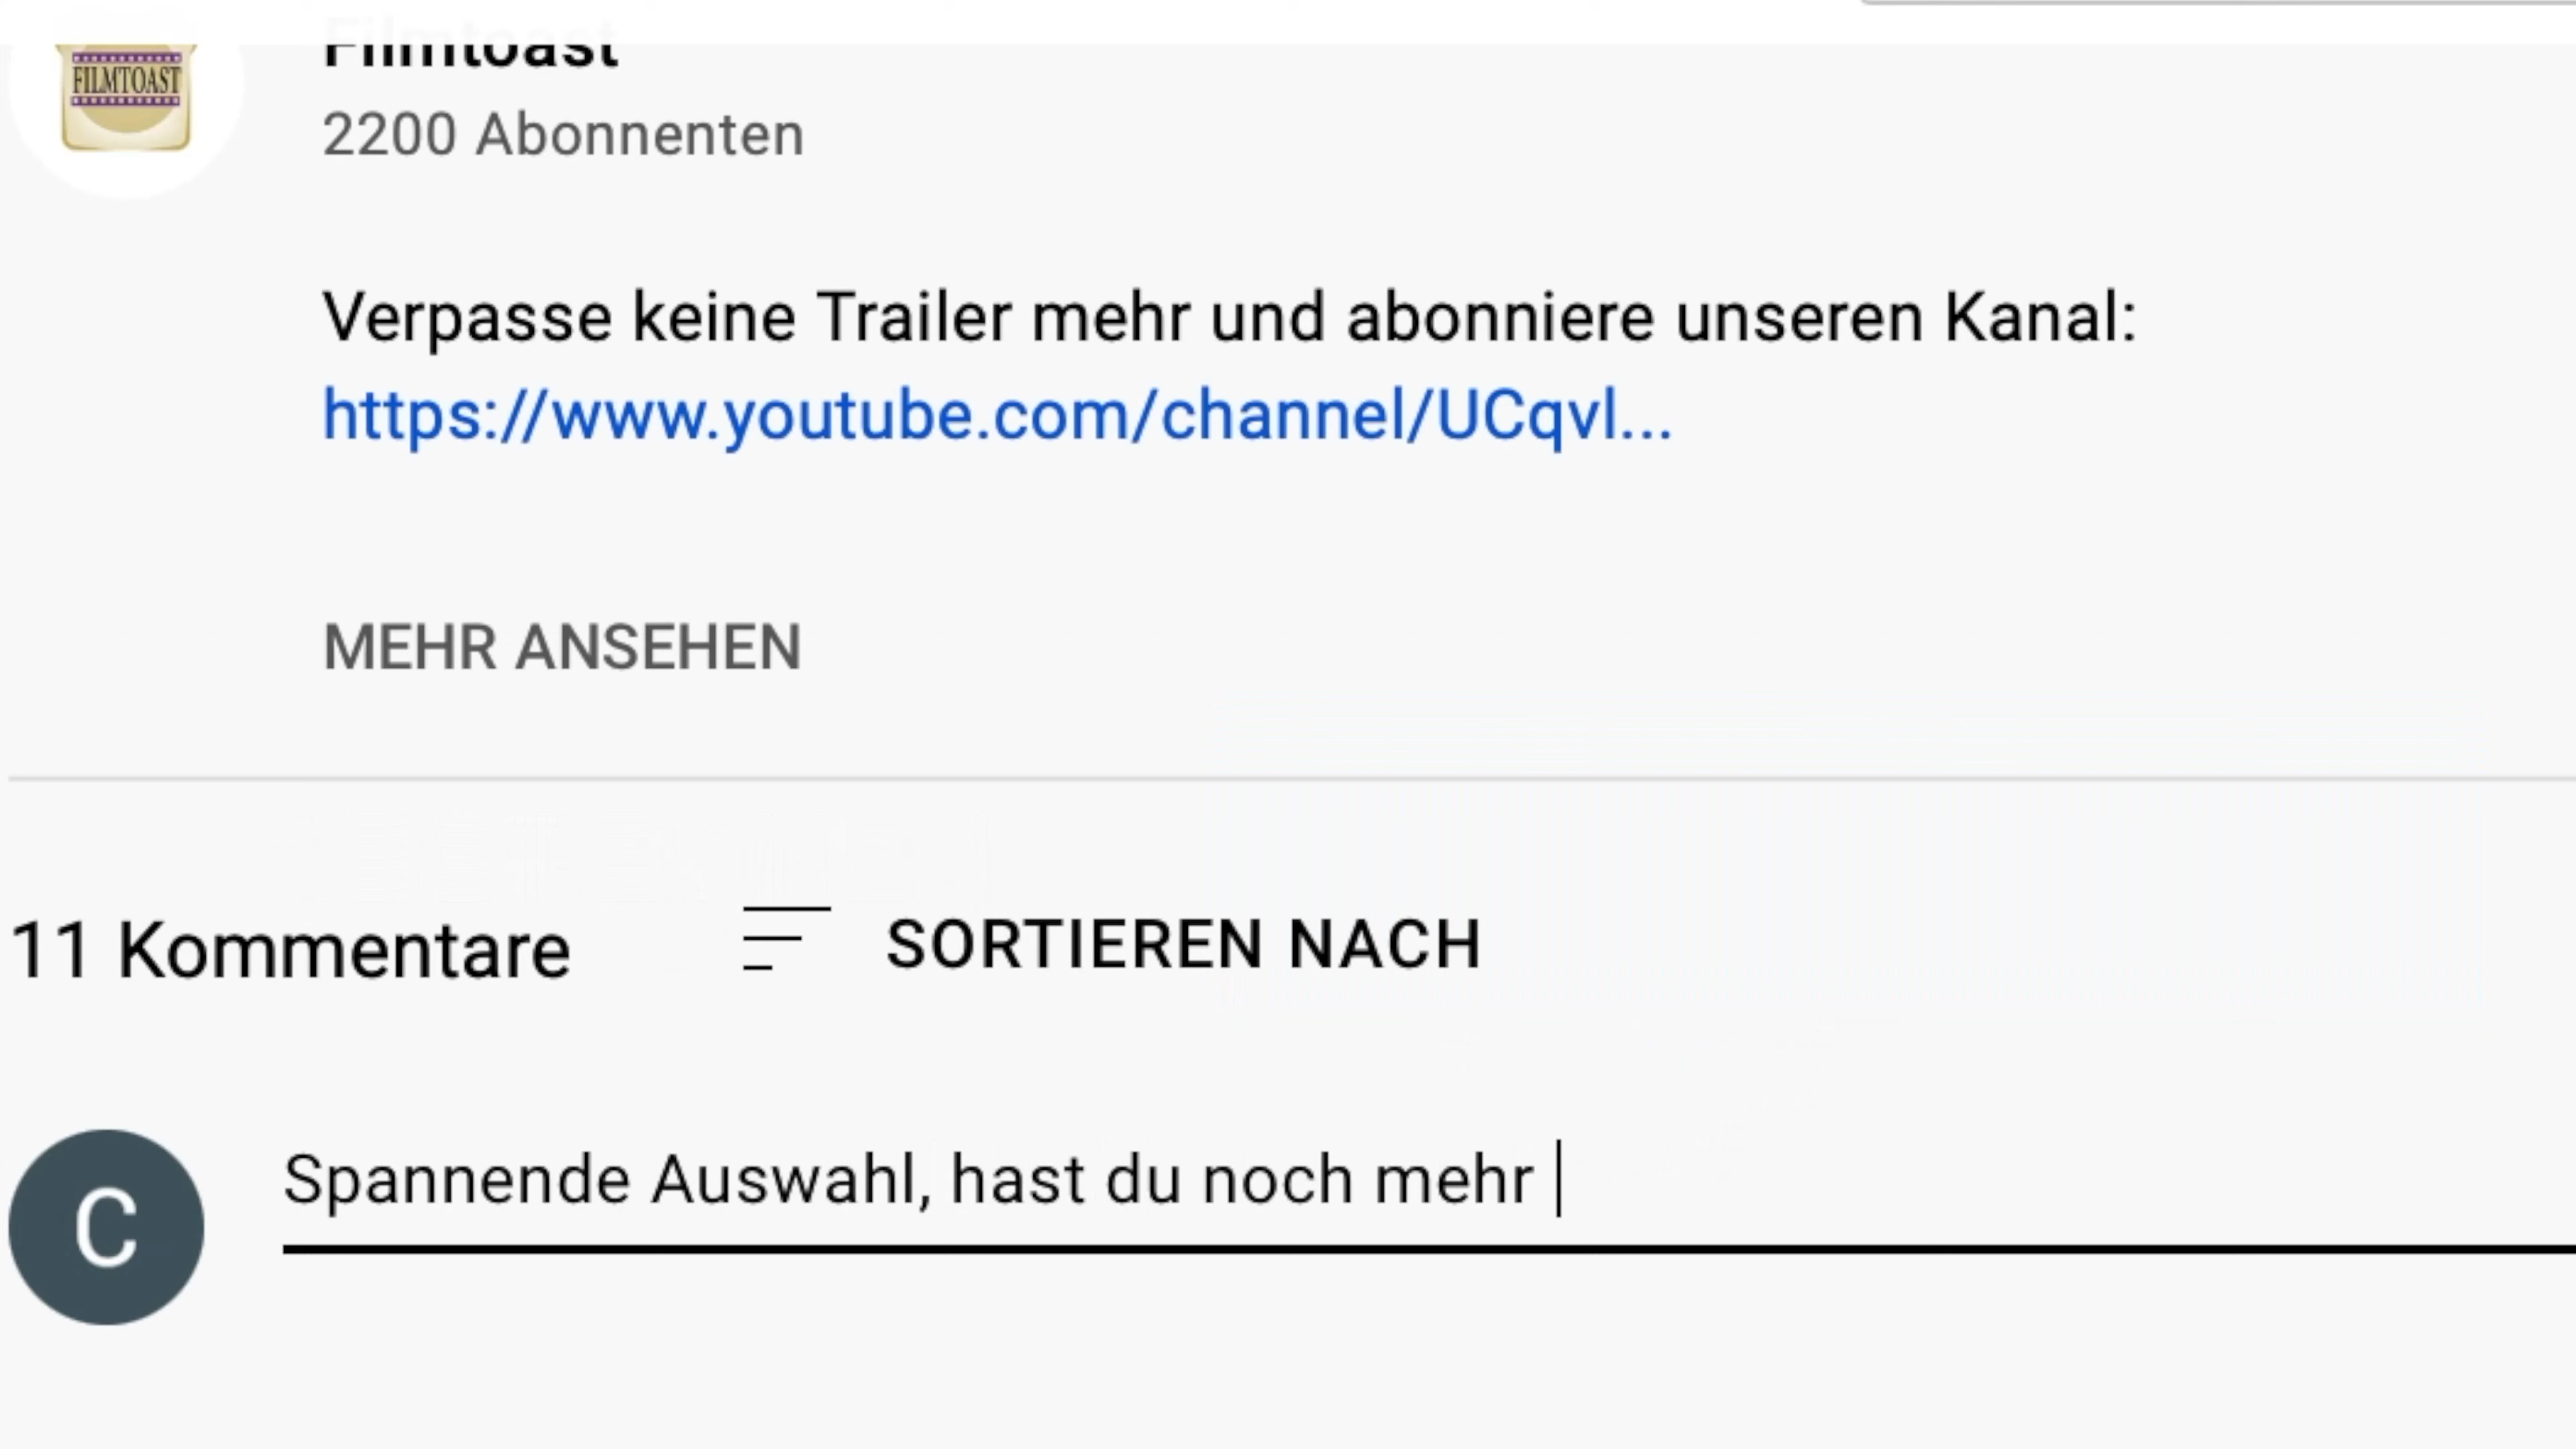 Filmtoast
FILMTOAST
2200 Abonnenten
Verpasse keine Trailer mehr und abonniere unseren Kanal:
https://www.youtube.com/channel/UCqvl...
MEHR ANSEHEN
11 Kommentare
SORTIEREN NACH
C
Spannende Auswahl, hast du noch mehr